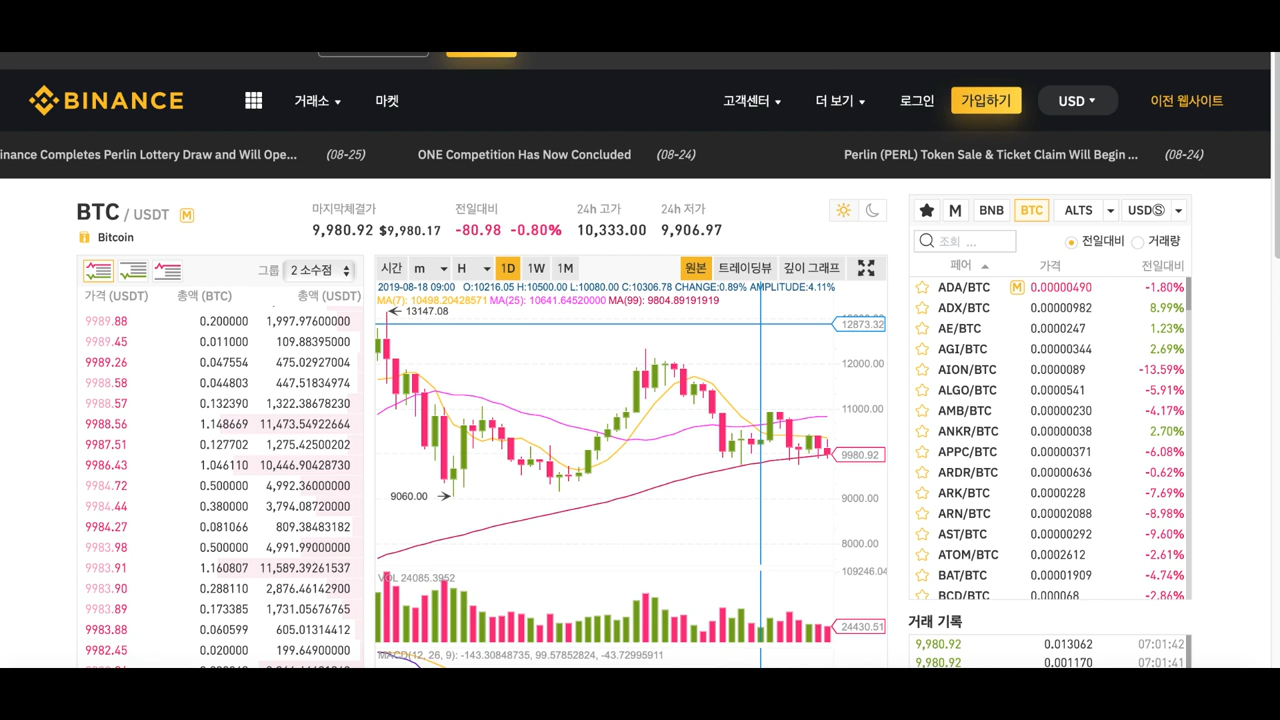 BINANCE
거래소
마켓
고객센터
더 보기
로그인
가입하기
USD
이전 웹사이트
inance Completes Perlin Lottery Draw and Will Ope... (08-25)
ONE Competition Has Now Concluded (08-24)
Perlin (PERL) Token Sale & Ticket Claim Will Begin ... (08-24)
BTC / USDT M
Bitcoin
마지막체결가
9,980.92 $9,980.17
전일대비
-80.98 -0.80%
24h 고가
10,333.00
24h 저가
9,906.97
그룹 2 소수점
가격 (USDT) 총액 (BTC) 총액 (USDT)
9989.88 0.200000 1,997.97600000
9989.45 0.011000 109.88395000
9989.26 0.047554 475.02927004
9988.58 0.044803 447.51834974
9988.57 0.132390 1,322.38678230
9988.56 1.148669 11,473.54922664
9987.51 0.127702 1,275.42500202
9986.43 1.046110 10,446.90428730
9984.72 0.500000 4,992.36000000
9984.44 0.380000 3,794.08720000
9984.27 0.081066 809.38483182
9983.98 0.500000 4,991.99000000
9983.91 1.160807 11,589.39261537
9983.90 0.288110 2,876.46142900
9983.89 0.173385 1,731.05676765
9983.88 0.060599 605.01314412
9982.45 0.020000 199.64900000
시간 m H 1D 1W 1M
원본 트레이딩뷰 깊이 그래프
2019-08-18 09:00 O:10216.05 H:10500.00 L:10080.00 C:10306.78 CHANGE:0.89% AMPLITUDE:4.11%
MA(7): 10498.20428571 MA(25): 10641.64520000 MA(99): 9804.89191919
13147.08
12873.32
12000.00
11000.00
9980.92
9060.00
9000.00
8000.00
VOL 24085.3952
109246.04
24430.51
MACD(12, 26, 9): -143.30848735, 99.57852824, -43.72995911
M BNB BTC ALTS USDⓈ
조회 ...
전일대비 거래량
페어 가격 전일대비
ADA/BTC M 0.00000490 -1.80%
ADX/BTC 0.00000982 8.99%
AE/BTC 0.0000247 1.23%
AGI/BTC 0.00000344 2.69%
AION/BTC 0.0000089 -13.59%
ALGO/BTC 0.0000541 -5.91%
AMB/BTC 0.00000230 -4.17%
ANKR/BTC 0.00000038 2.70%
APPC/BTC 0.00000371 -6.08%
ARDR/BTC 0.00000636 -0.62%
ARK/BTC 0.0000228 -7.69%
ARN/BTC 0.00002088 -8.98%
AST/BTC 0.00000292 -9.60%
ATOM/BTC 0.0002612 -2.61%
BAT/BTC 0.00001909 -4.74%
BCD/BTC 0.000068 -2.86%
거래 기록
9,980.92 0.013062 07:01:42
9,980.92 0.001170 07:01:41